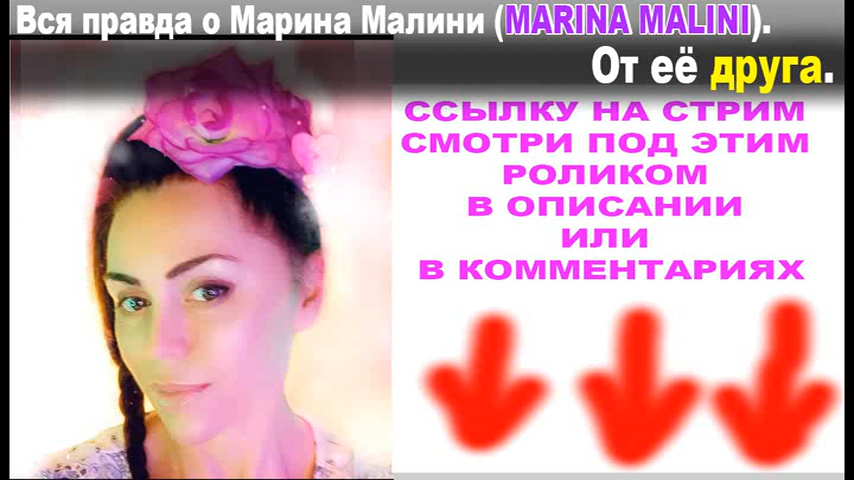 Вся правда о Марина Малини (MARINA MALINI).
От её друга.
ССЫЛКУ НА СТРИМ
СМОТРИ ПОД ЭТИМ
РОЛИКОМ
В ОПИСАНИИ
ИЛИ
В КОММЕНТАРИЯХ